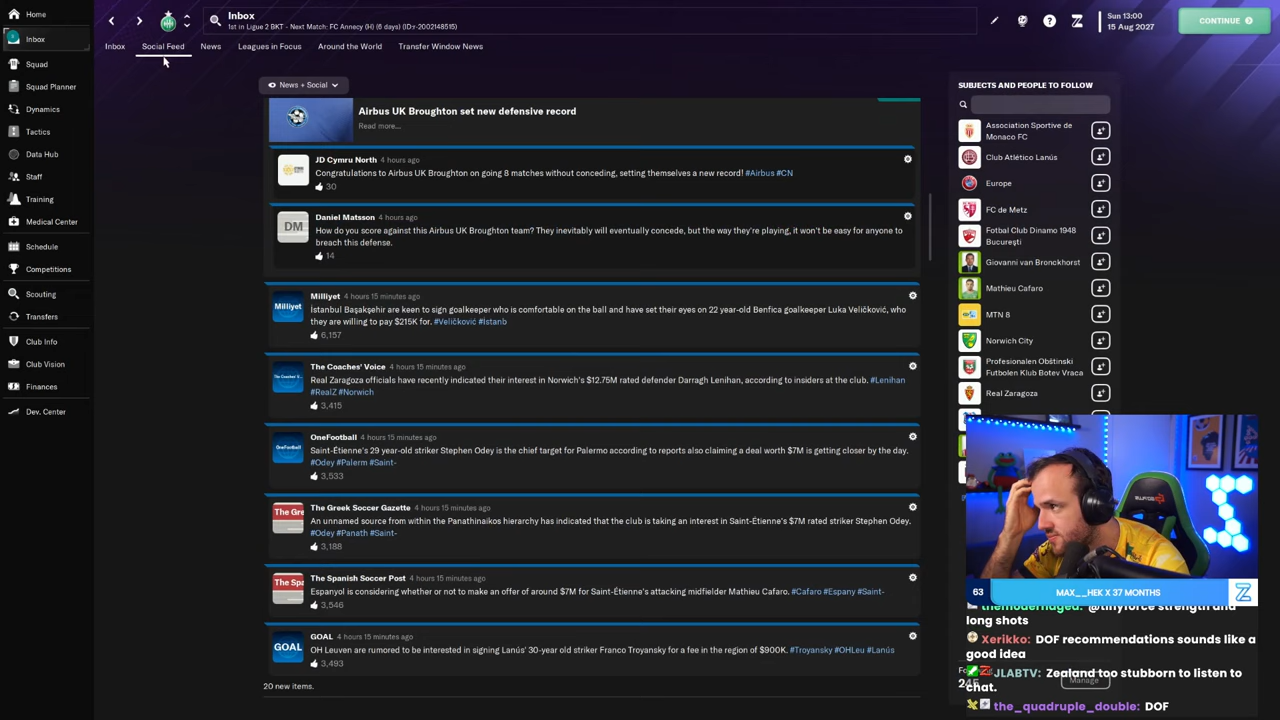 Home
Inbox
Squad
Squad Planner
Dynamics
Tactics
Data Hub
Staff
Training
Medical Center
Schedule
Competitions
Scouting
Transfers
Club Info
Club Vision
Finances
Dev. Center
Inbox
1st in Ligue 2 BKT - Next Match: FC Annecy (H) (6 days) (ID:r-2002148515)
Sun 13:00
15 Aug 2027
CONTINUE
Inbox Social Feed News Leagues in Focus Around the World Transfer Window News
News + Social
Airbus UK Broughton set new defensive record
Read more...
JD Cymru North 4 hours ago
Congratulations to Airbus UK Broughton on going 8 matches without conceding, setting themselves a new record! #Airbus #CN
30
DM
Daniel Matsson 4 hours ago
How do you score against this Airbus UK Broughton team? They inevitably will eventually concede, but the way they're playing, it won't be easy for anyone to
breach this defense.
14
Milliyet
Milliyet 4 hours 15 minutes ago
İstanbul Başakşehir are keen to sign goalkeeper who is comfortable on the ball and have set their eyes on 22 year-old Benfica goalkeeper Luka Veličković, who
they are willing to pay $215K for. #Veličković #İstanb
6,157
The Coaches' V...
The Coaches' Voice 4 hours 15 minutes ago
Real Zaragoza officials have recently indicated their interest in Norwich's $12.75M rated defender Darragh Lenihan, according to insiders at the club. #Lenihan
#RealZ #Norwich
3,415
OneFootball
OneFootball 4 hours 15 minutes ago
Saint-Étienne's 29 year-old striker Stephen Odey is the chief target for Palermo according to reports also claiming a deal worth $7M is getting closer by the day.
#Odey #Palerm #Saint-
3,533
The Gre
The Greek Soccer Gazette 4 hours 15 minutes ago
An unnamed source from within the Panathinaikos hierarchy has indicated that the club is taking an interest in Saint-Étienne's $7M rated striker Stephen Odey.
#Odey #Panath #Saint-
3,188
The Spa
The Spanish Soccer Post 4 hours 15 minutes ago
Espanyol is considering whether or not to make an offer of around $7M for Saint-Étienne's attacking midfielder Mathieu Cafaro. #Cafaro #Espany #Saint-
3,546
GOAL
GOAL 4 hours 15 minutes ago
OH Leuven are rumored to be interested in signing Lanús' 30-year old striker Franco Troyansky for a fee in the region of $900K. #Troyansky #OHLeu #Lanús
3,493
20 new items.
SUBJECTS AND PEOPLE TO FOLLOW
Association Sportive de
Monaco FC
Club Atlético Lanús
Europe
FC de Metz
Fotbal Club Dinamo 1948
Bucureşti
Giovanni van Bronckhorst
Mathieu Cafaro
MTN 8
Norwich City
Profesionalen Obštinski
Futbolen Klub Botev Vraca
Real Zaragoza
63 MAX__HEK X 37 MONTHS
themodernaged: @tinyforce strength and
long shots
Xerikko: DOF recommendations sounds like a
good idea
JLABTV: Zealand too stubborn to listen to
chat.
Manage
the_quadruple_double: DOF